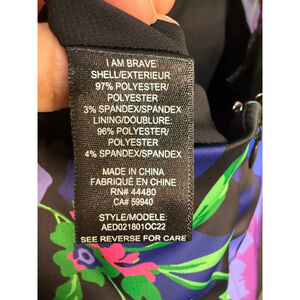 I AM BRAVE
SHELL/EXTERIEUR
97% POLYESTER/
POLYESTER
3% SPANDEX/SPANDEX
LINING/DOUBLURE:
96% POLYESTER/
POLYESTER
4% SPANDEX/SPANDEX
MADE IN CHINA
FABRIQUÉ EN CHINE
RN# 44480
CA# 59940
STYLE/MODELE:
AED021801OC22
SEE REVERSE FOR CARE